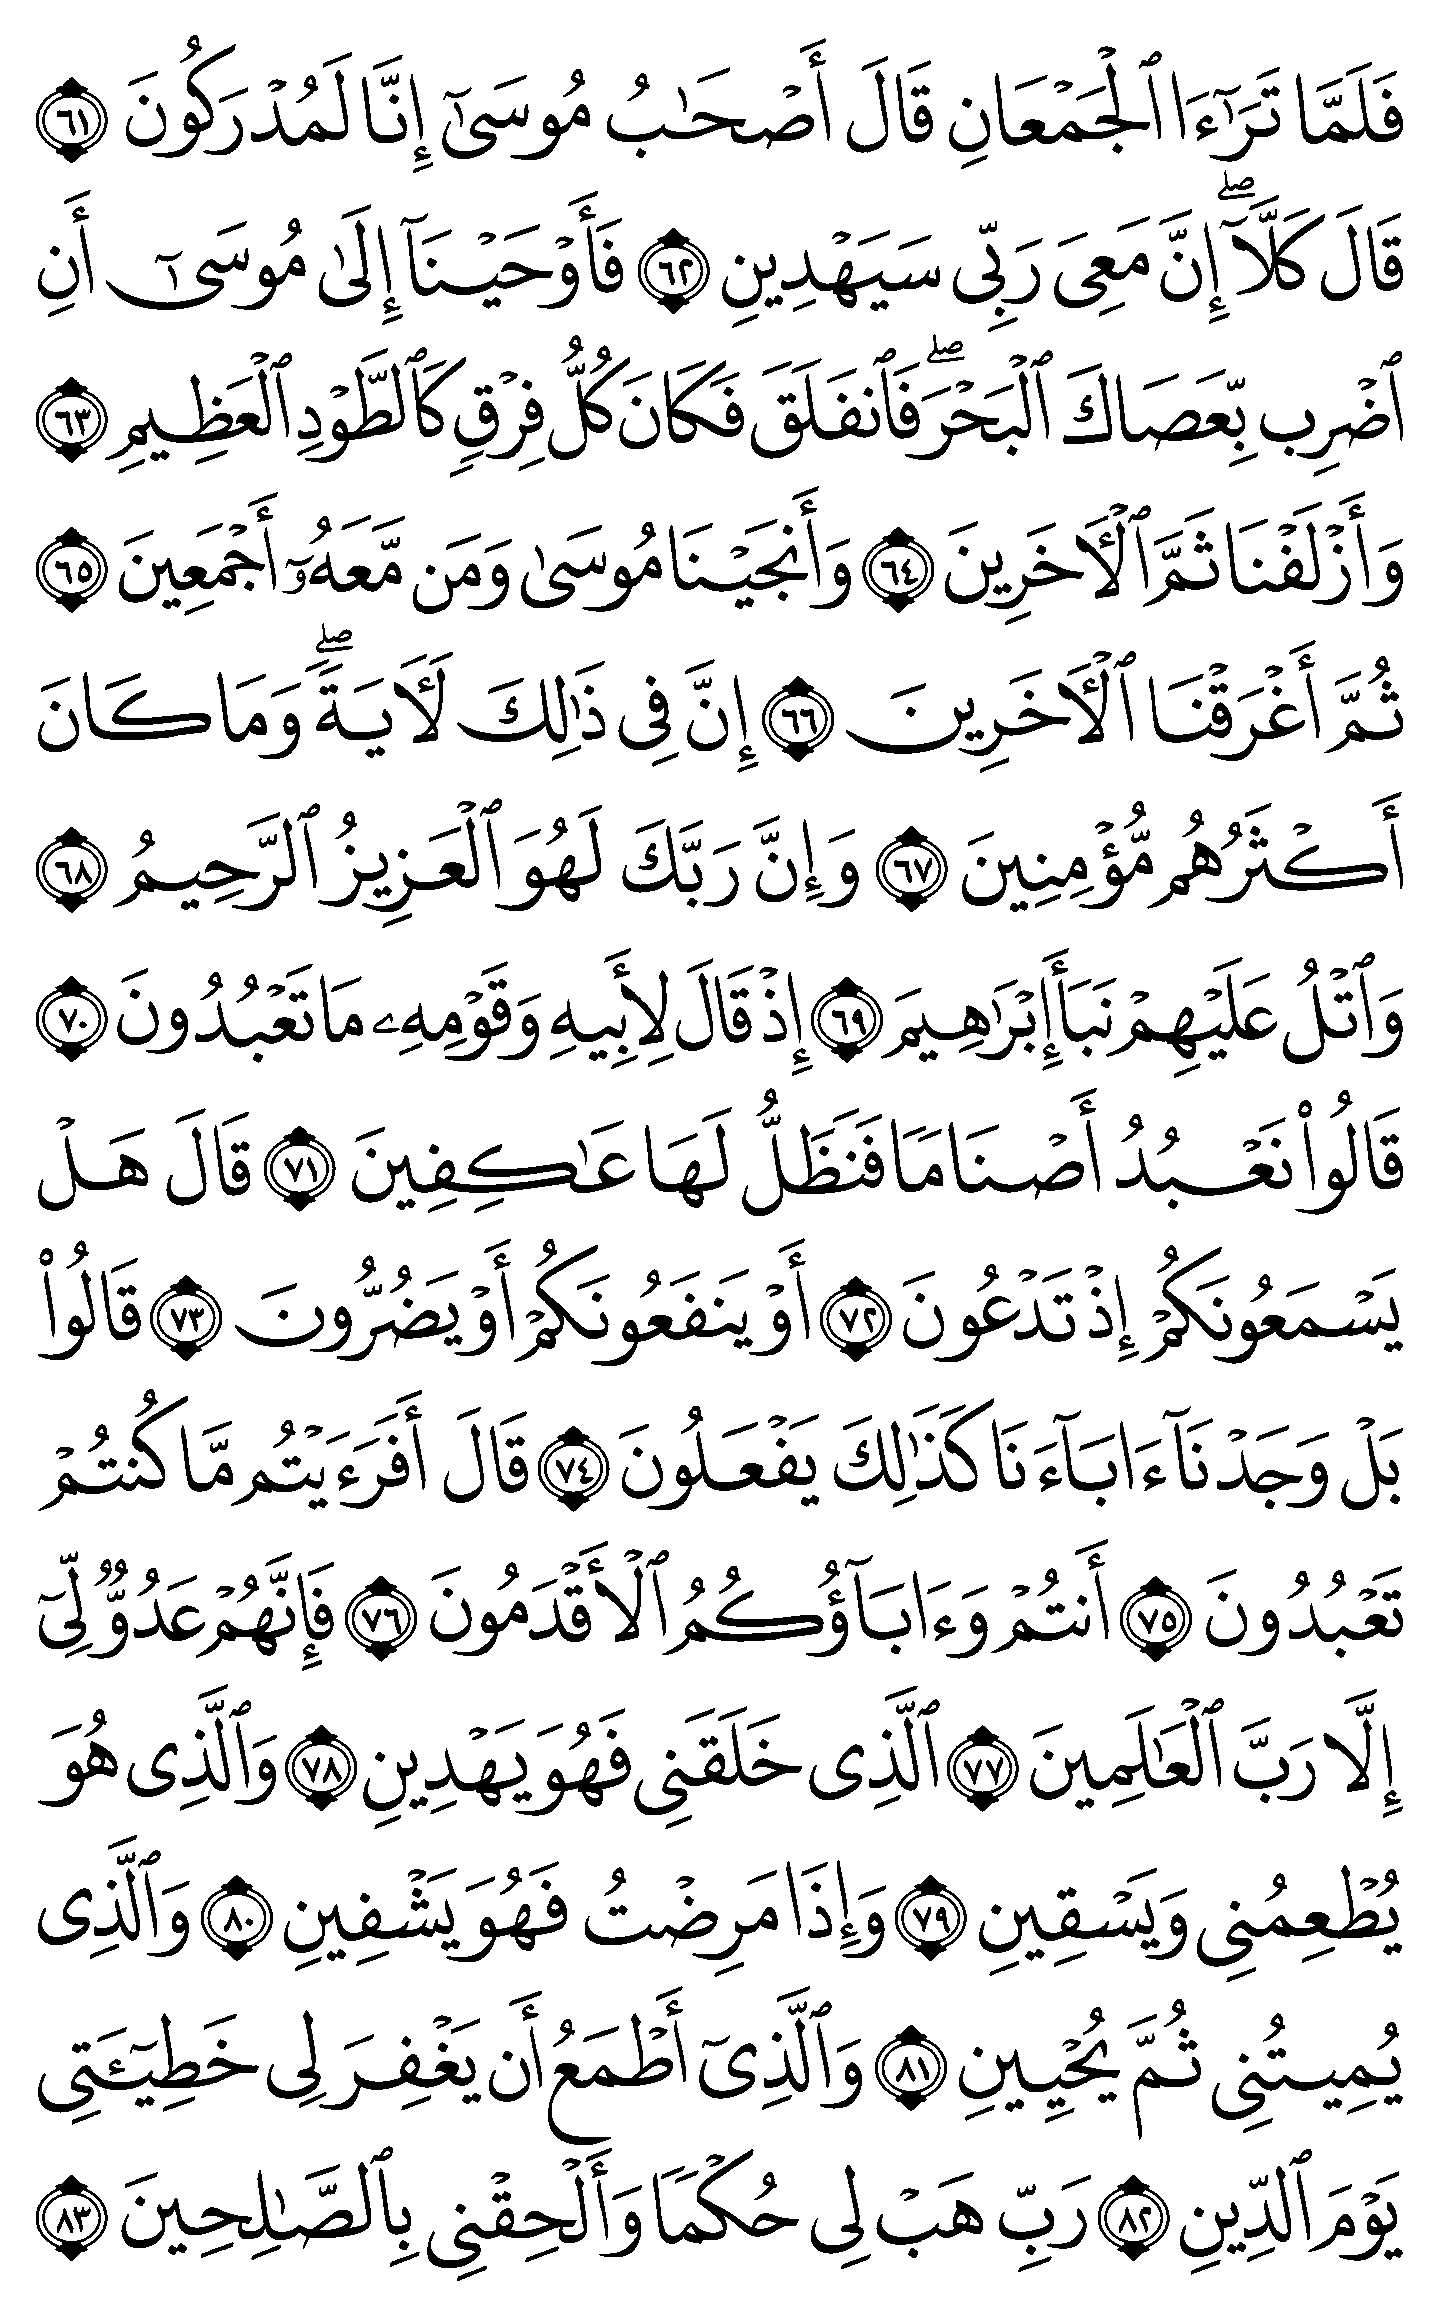 فَلَمَّا تَرَٰٓءَا ٱلْجَمْعَانِ قَالَ أَصْحَٰبُ مُوسَىٰٓ إِنَّا لَمُدْرَكُونَ ٦١
قَالَ كَلَّآ ۖ إِنَّ مَعِىَ رَبِّى سَيَهْدِينِ ٦٢ فَأَوْحَيْنَآ إِلَىٰ مُوسَىٰٓ أَنِ
ٱضْرِب بِّعَصَاكَ ٱلْبَحْرَ ۖ فَٱنفَلَقَ فَكَانَ كُلُّ فِرْقٍ كَٱلطَّوْدِ ٱلْعَظِيمِ ٦٣
وَأَزْلَفْنَا ثَمَّ ٱلْـَٔاخَرِينَ ٦٤ وَأَنجَيْنَا مُوسَىٰ وَمَن مَّعَهُۥٓ أَجْمَعِينَ ٦٥
ثُمَّ أَغْرَقْنَا ٱلْـَٔاخَرِينَ ٦٦ إِنَّ فِى ذَٰلِكَ لَـَٔايَةً ۖ وَمَا كَانَ
أَكْثَرُهُم مُّؤْمِنِينَ ٦٧ وَإِنَّ رَبَّكَ لَهُوَ ٱلْعَزِيزُ ٱلرَّحِيمُ ٦٨
وَٱتْلُ عَلَيْهِمْ نَبَأَ إِبْرَٰهِيمَ ٦٩ إِذْ قَالَ لِأَبِيهِ وَقَوْمِهِۦ مَا تَعْبُدُونَ ٧٠
قَالُوا۟ نَعْبُدُ أَصْنَامًا فَنَظَلُّ لَهَا عَٰكِفِينَ ٧١ قَالَ هَلْ
يَسْمَعُونَكُمْ إِذْ تَدْعُونَ ٧٢ أَوْ يَنفَعُونَكُمْ أَوْ يَضُرُّونَ ٧٣ قَالُوا۟
بَلْ وَجَدْنَآ ءَابَآءَنَا كَذَٰلِكَ يَفْعَلُونَ ٧٤ قَالَ أَفَرَءَيْتُم مَّا كُنتُمْ
تَعْبُدُونَ ٧٥ أَنتُمْ وَءَابَآؤُكُمُ ٱلْأَقْدَمُونَ ٧٦ فَإِنَّهُمْ عَدُوٌّ لِّىٓ
إِلَّا رَبَّ ٱلْعَٰلَمِينَ ٧٧ ٱلَّذِى خَلَقَنِى فَهُوَ يَهْدِينِ ٧٨ وَٱلَّذِى هُوَ
يُطْعِمُنِى وَيَسْقِينِ ٧٩ وَإِذَا مَرِضْتُ فَهُوَ يَشْفِينِ ٨٠ وَٱلَّذِى
يُمِيتُنِى ثُمَّ يُحْيِينِ ٨١ وَٱلَّذِىٓ أَطْمَعُ أَن يَغْفِرَ لِى خَطِيٓـَٔتِى
يَوْمَ ٱلدِّينِ ٨٢ رَبِّ هَبْ لِى حُكْمًا وَأَلْحِقْنِى بِٱلصَّٰلِحِينَ ٨٣